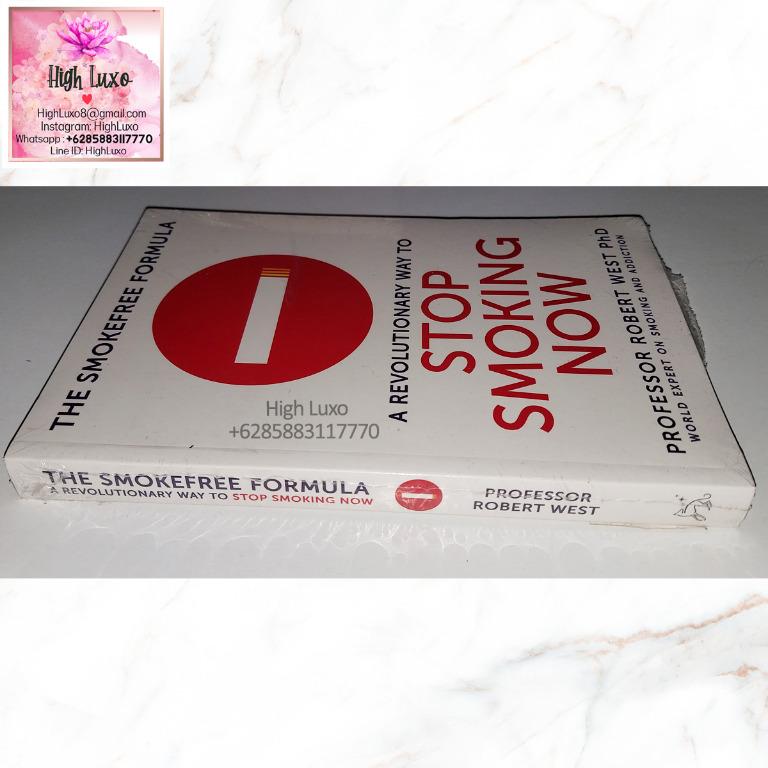 High Luxo
HighLuxo8@gmail.com
Instagram: HighLuxo
Whatsapp : +6285883117770
Line ID: HighLuxo
THE SMOKEFREE FORMULA
A REVOLUTIONARY WAY TO
STOP
SMOKING
NOW
PROFESSOR ROBERT WEST PhD
WORLD EXPERT ON SMOKING AND ADDICTION
High Luxo
+6285883117770
THE SMOKEFREE FORMULA
A REVOLUTIONARY WAY TO STOP SMOKING NOW
PROFESSOR
ROBERT WEST